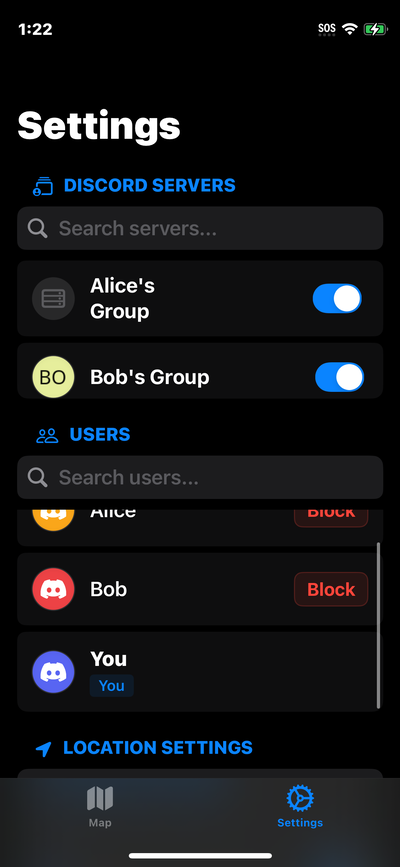 1:22
SOS
Settings
DISCORD SERVERS
Search servers...
Alice's
Group
BO
Bob's Group
USERS
Search users...
Alice
Block
Bob
Block
You
You
LOCATION SETTINGS
Map
Settings